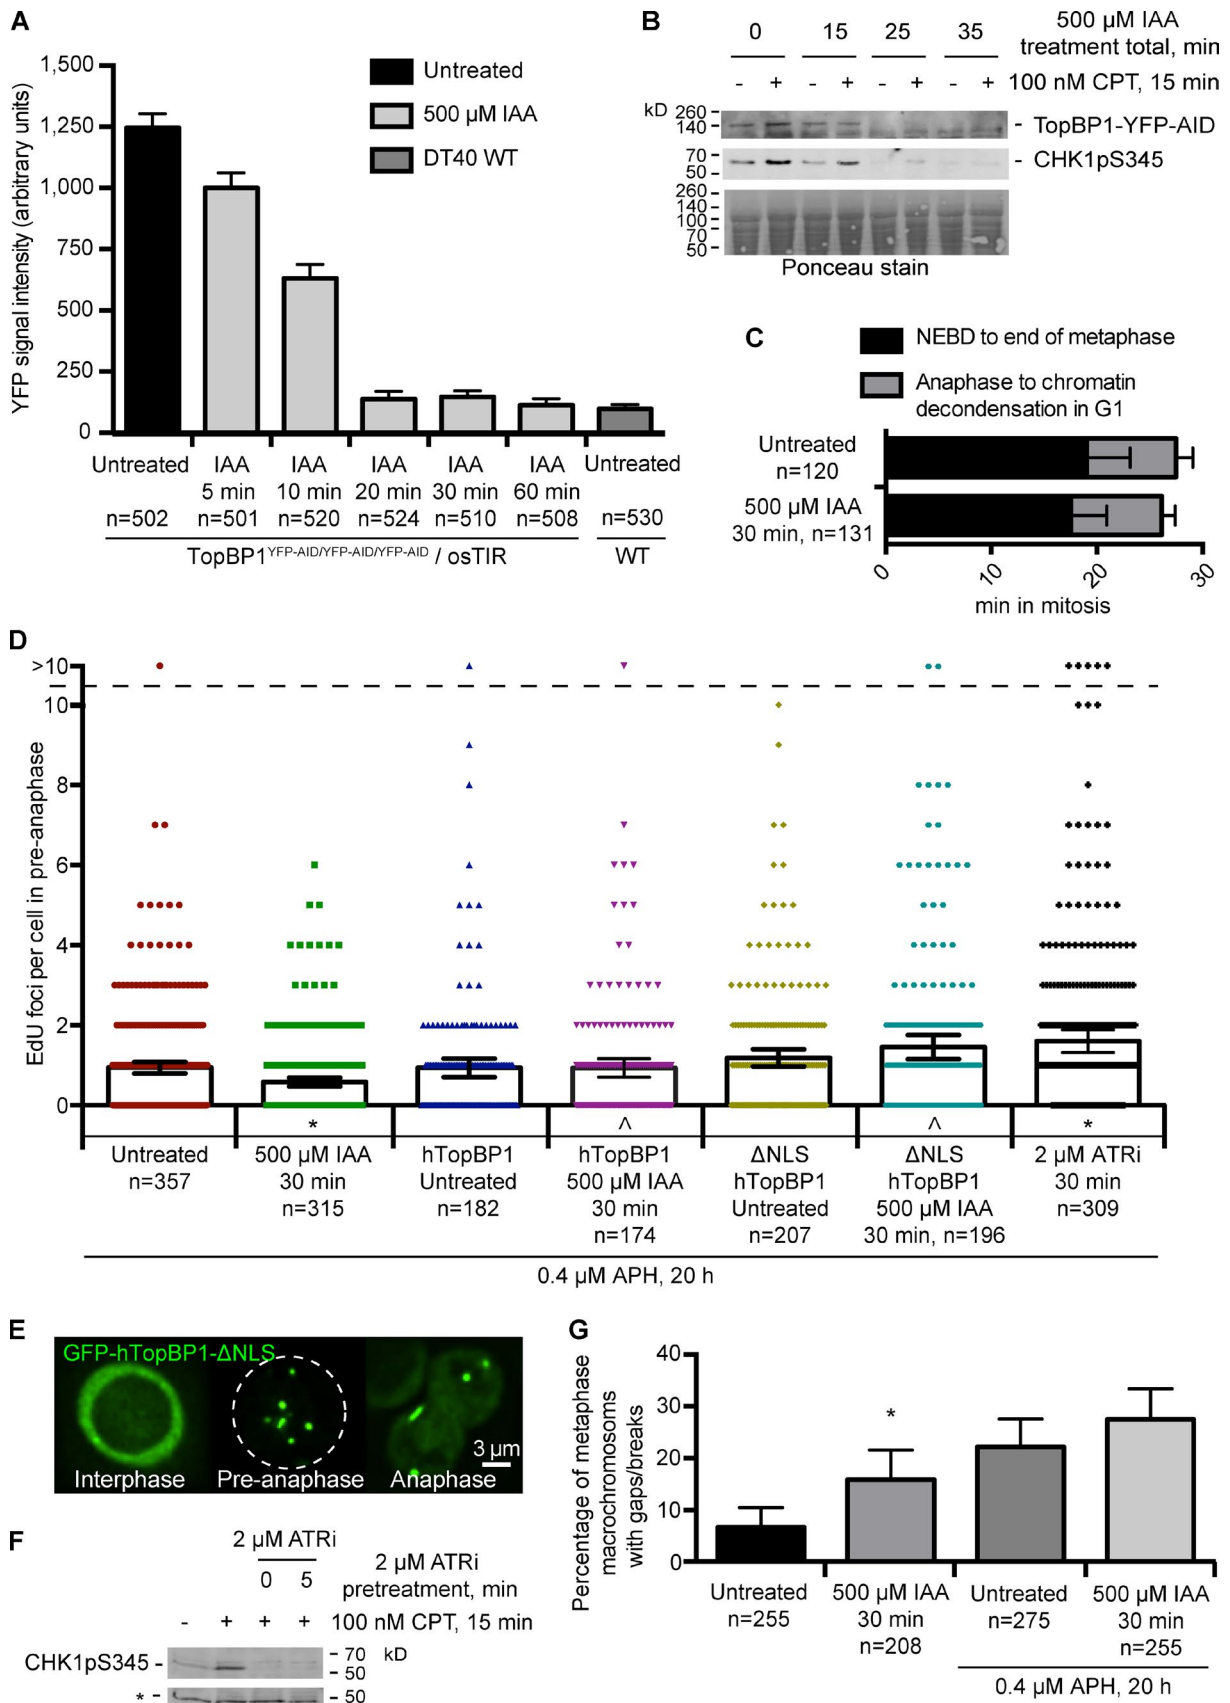 A
YFP signal intensity (arbitrary units)
1,500
1,250
1,000
750
500
250
0
Untreated
500 µM IAA
DT40 WT
Untreated IAA IAA IAA IAA IAA Untreated
5 min 10 min 20 min 30 min 60 min
n=502 n=501 n=520 n=524 n=510 n=508 n=530
TopBP1YFP-AID/YFP-AID/YFP-AID / osTIR WT
B
0 15 25 35 500 µM IAA
treatment total, min
- + - + - + - + 100 nM CPT, 15 min
kD
260
140
- TopBP1-YFP-AID
70
50
- CHK1pS345
260
140
100
70
50
Ponceau stain
C
NEBD to end of metaphase
Anaphase to chromatin
decondensation in G1
Untreated
n=120
500 µM IAA
30 min, n=131
0 10 20 30
min in mitosis
D
EdU foci per cell in pre-anaphase
>10
10
8
6
4
2
0
* ^ ^ *
Untreated 500 µM IAA hTopBP1 hTopBP1 ΔNLS ΔNLS 2 µM ATRi
n=357 30 min Untreated 500 µM IAA hTopBP1 hTopBP1 30 min
n=315 n=182 30 min Untreated 500 µM IAA n=309
n=174 n=207 30 min, n=196
0.4 µM APH, 20 h
E
GFP-hTopBP1-ΔNLS
Interphase Pre-anaphase Anaphase
3 µm
F
2 µM ATRi
0 5 2 µM ATRi
pretreatment, min
- + + + 100 nM CPT, 15 min
CHK1pS345 -
- 70 kD
- 50
* - - 50
G
Percentage of metaphase
macrochromosoms
with gaps/breaks
40
30
20
10
0
*
Untreated 500 µM IAA Untreated 500 µM IAA
n=255 30 min n=275 30 min
n=208 n=255
0.4 µM APH, 20 h